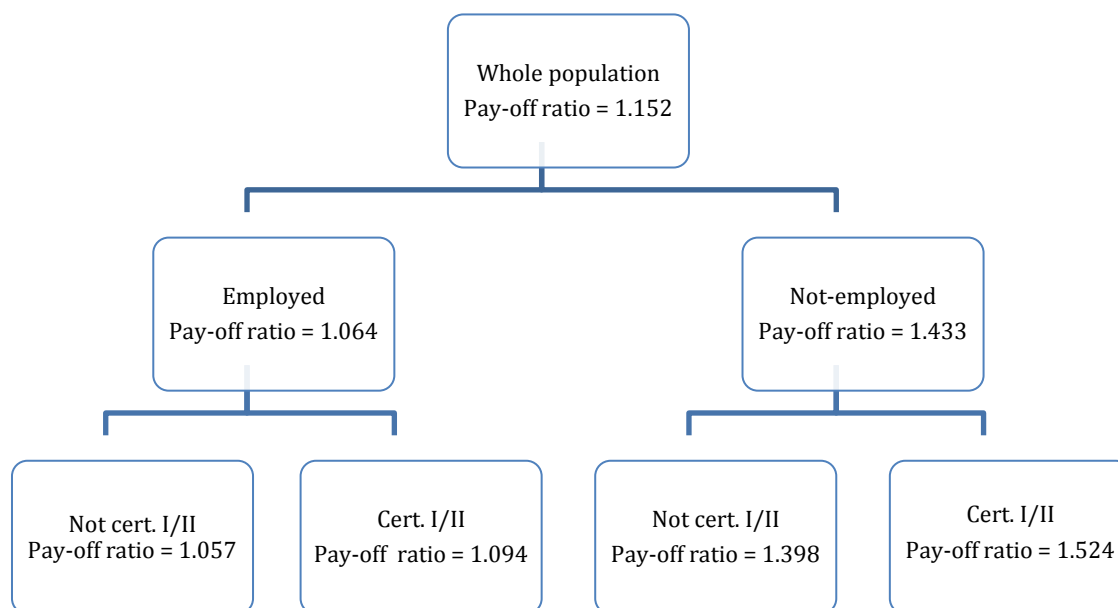 Whole population
Pay-off ratio = 1.152
Employed
Pay-off ratio = 1.064
Not-employed
Pay-off ratio = 1.433
Not cert. I/II
Pay-off ratio = 1.057
Cert. I/II
Pay-off ratio = 1.094
Not cert. I/II
Pay-off ratio = 1.398
Cert. I/II
Pay-off ratio = 1.524